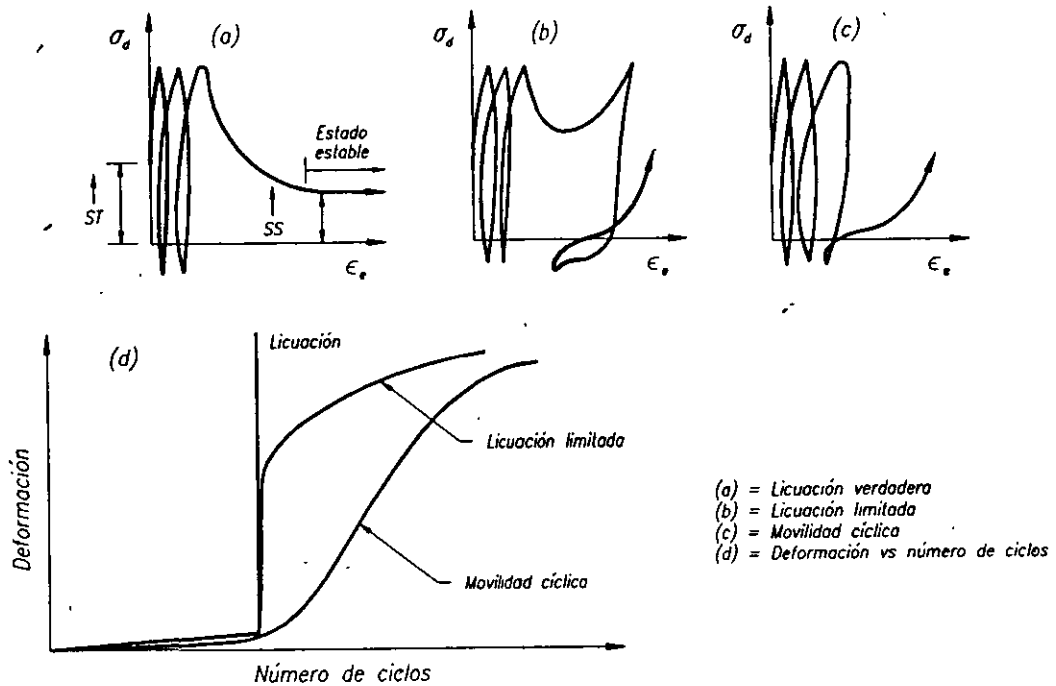 σd
(a)
Estado
estable
ST
SS
ϵe
σd
(b)
ϵe
σd
(c)
ϵe
(d)
Licuación
Licuación limitada
Movilidad cíclica
Deformación
Número de ciclos
(a) = Licuación verdadera
(b) = Licuación limitada
(c) = Movilidad cíclica
(d) = Deformación vs número de ciclos